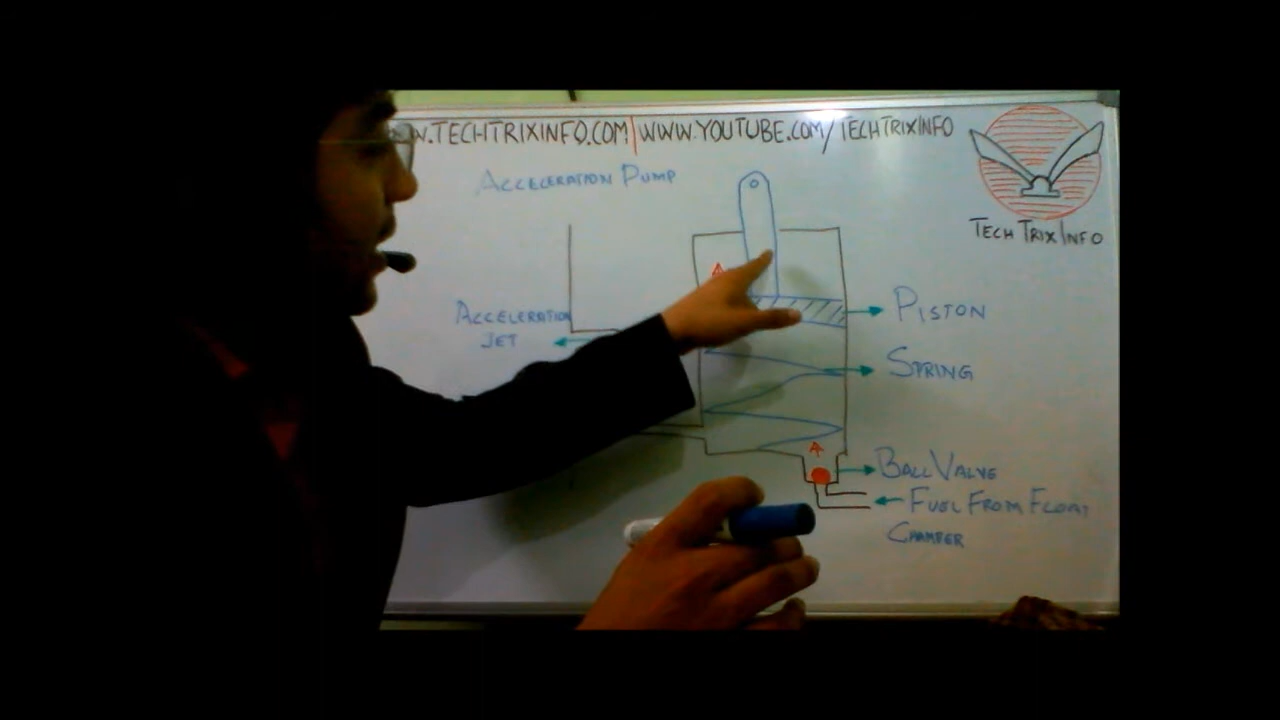 W.TECHTRIXINFO.COM|WWW.YOUTUBE.COM/TECHTRIXINFO
TECH TRIX INFO
ACCELERATION PUMP
ACCELERATION
JET
PISTON
SPRING
BALL VALVE
FUEL FROM FLOAT
CHAMBER